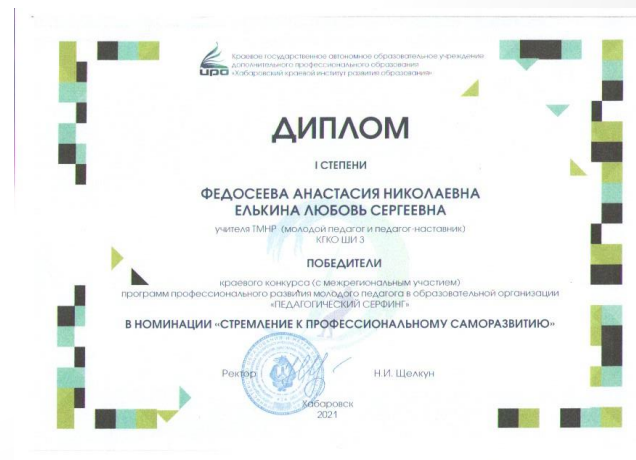 Краевое государственное автономное образовательное учреждение
дополнительного профессионального образования
«Хабаровский краевой институт развития образования»
ИРО
ДИПЛОМ
I СТЕПЕНИ
ФЕДОСЕЕВА АНАСТАСИЯ НИКОЛАЕВНА
ЕЛЬКИНА ЛЮБОВЬ СЕРГЕЕВНА
учителя ТМНР (молодой педагог и педагог-наставник)
КГКО ШИ 3
ПОБЕДИТЕЛИ
краевого конкурса (с межрегиональным участием)
программ профессионального развития молодого педагога в образовательной организации
«ПЕДАГОГИЧЕСКИЙ СЕРФИНГ»
В НОМИНАЦИИ «СТРЕМЛЕНИЕ К ПРОФЕССИОНАЛЬНОМУ САМОРАЗВИТИЮ»
Ректор Н.И. Щелкун
Хабаровск
2021